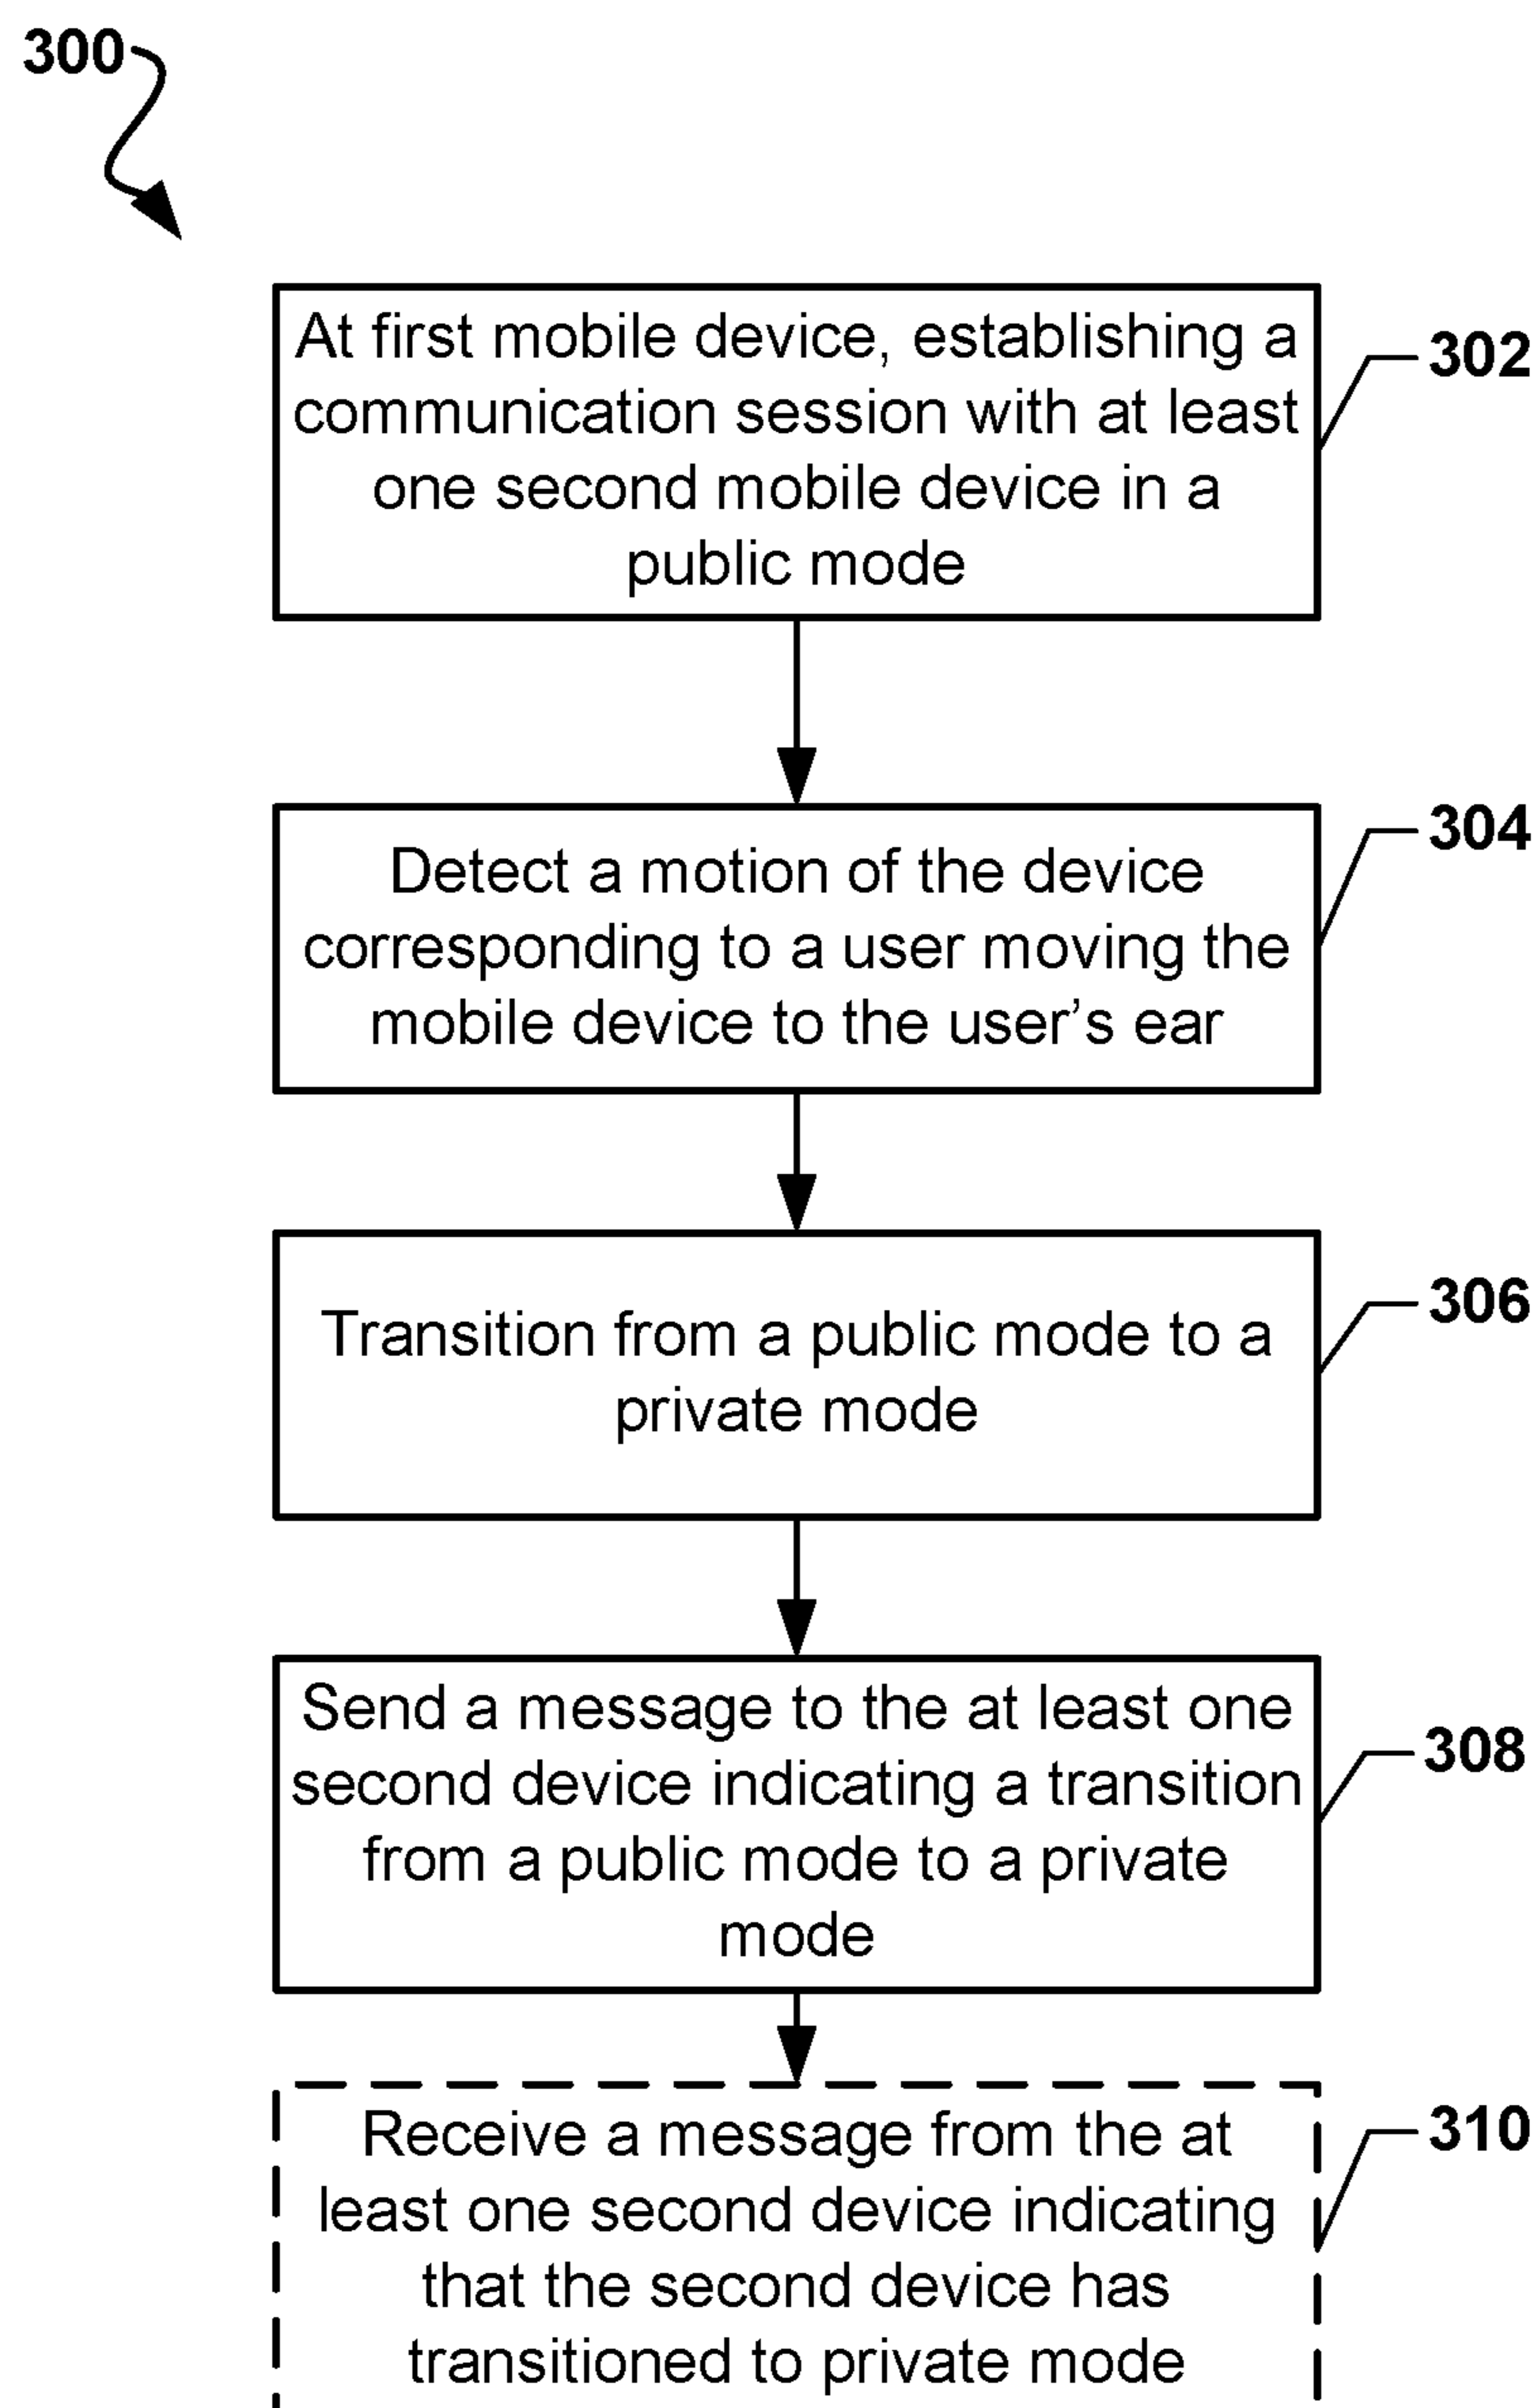 300
At first mobile device, establishing a
communication session with at least
one second mobile device in a
public mode
302
Detect a motion of the device
corresponding to a user moving the
mobile device to the user’s ear
304
Transition from a public mode to a
private mode
306
Send a message to the at least one
second device indicating a transition
from a public mode to a private
mode
308
Receive a message from the at
least one second device indicating
that the second device has
transitioned to private mode
310